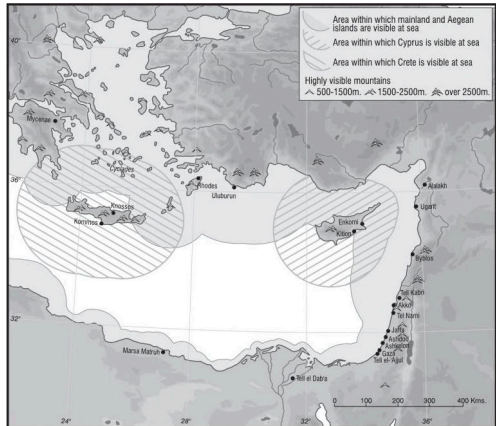 Area within which mainland and Aegean
islands are visible at sea
Area within which Cyprus is visible at sea
Area within which Crete is visible at sea
Highly visible mountains
500-1500m. 1500-2500m. over 2500m.
40°
Mycenae
Cyclades
36°
Rhodes
Uluburun
Alalakh
Ugarit
Knossos
Kommos
Enkomi
Kition
Byblos
Tell Kabri
Akko
Tel Nami
32°
Jaffa
Ashdod
Ashkelon
Gaza
Tell el-'Ajjul
Marsa Matruh
Tell el Dab'a
0 100 200 300 400 Kms.
24°
28°
32°
36°